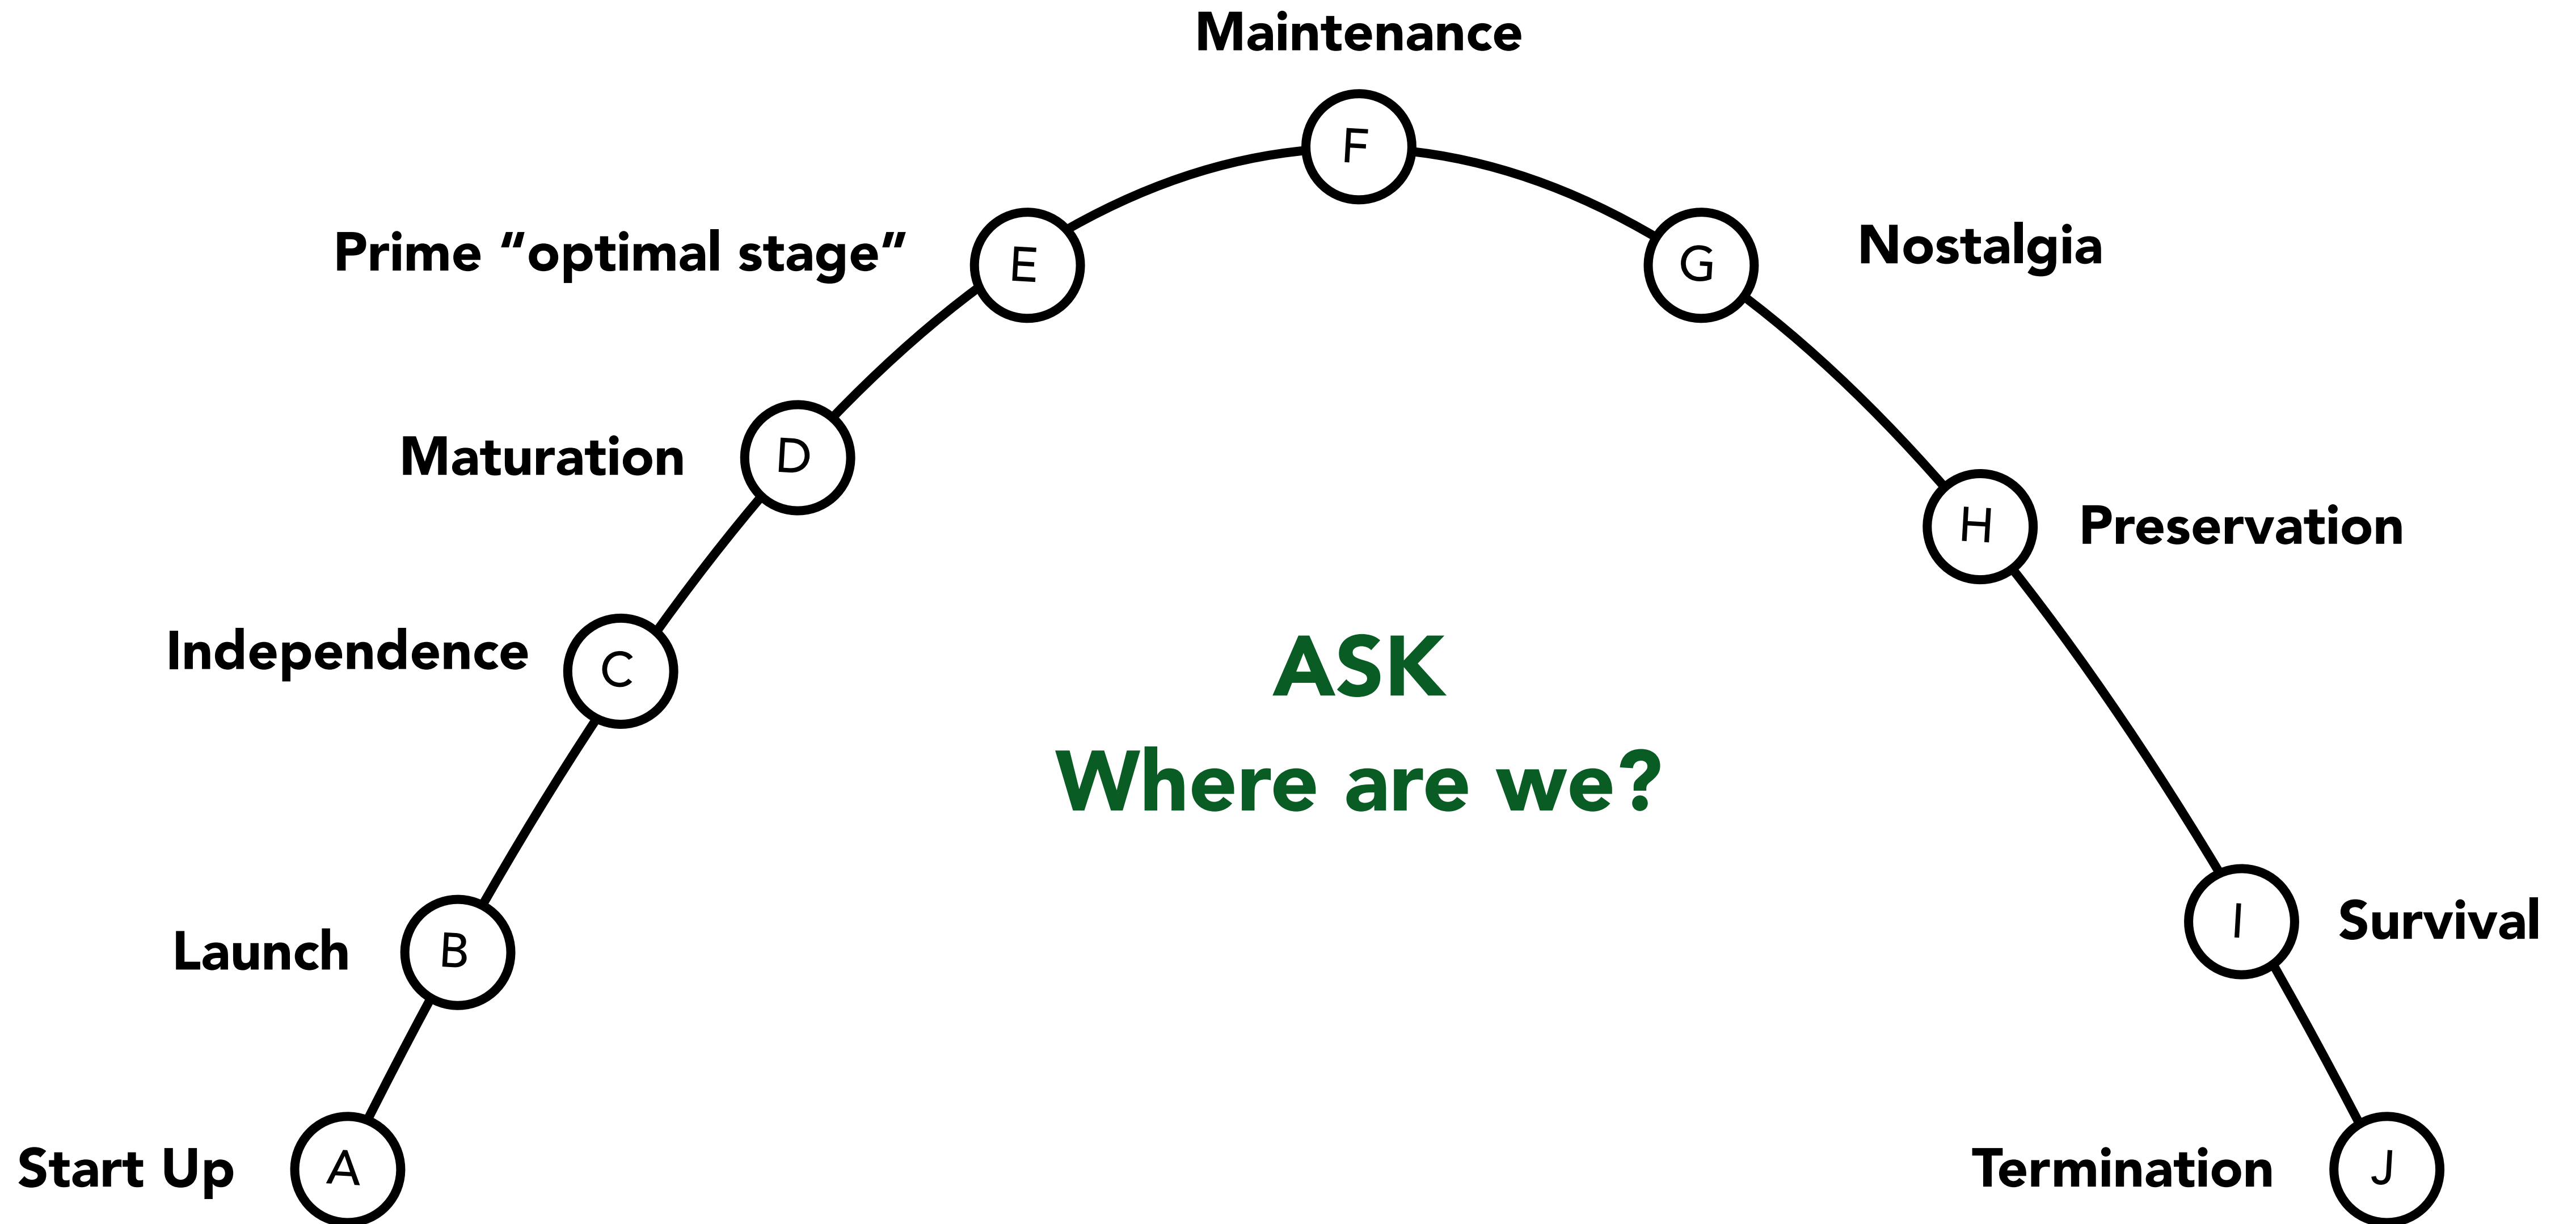 Maintenance
F
Prime “optimal stage”
E
G
Nostalgia
Maturation
D
H
Preservation
Independence
C
ASK
Where are we?
Launch
B
I
Survival
Start Up
A
Termination
J